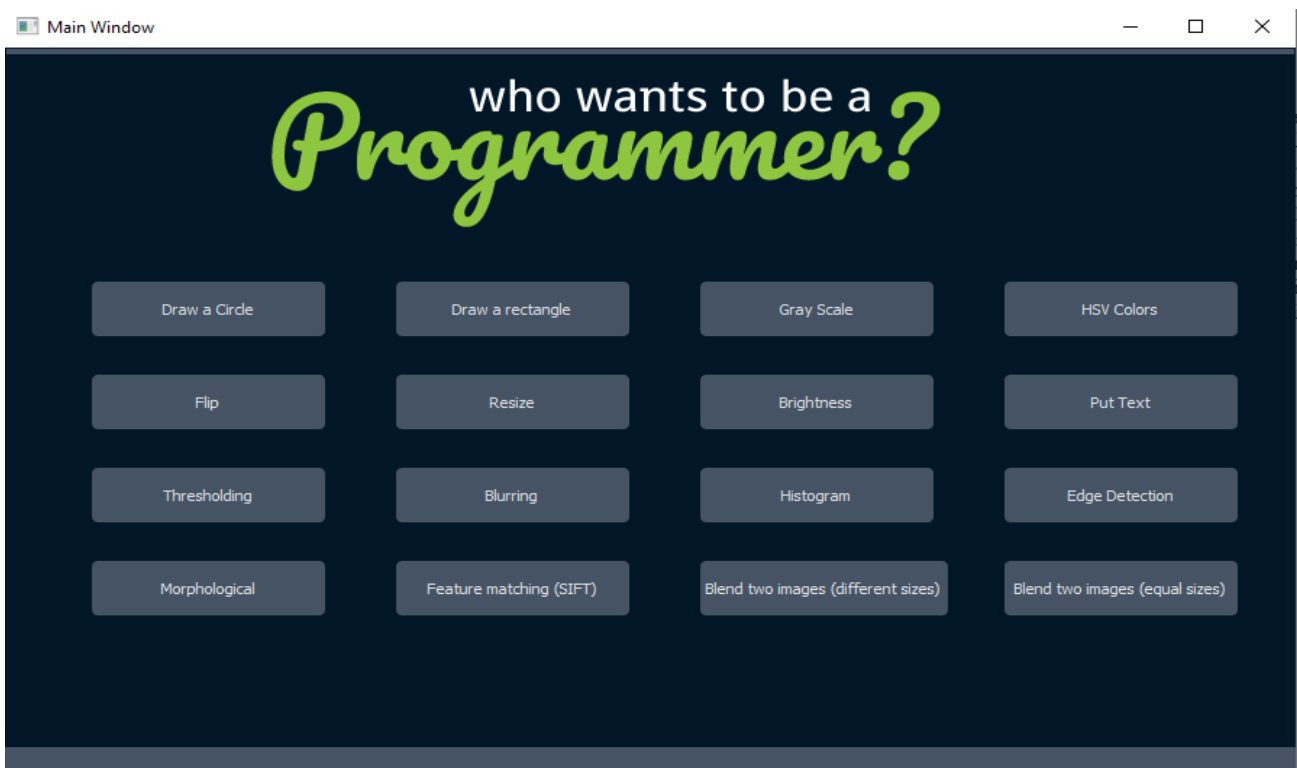 Main Window
who wants to be a
Programmer?
Draw a Circle
Draw a rectangle
Gray Scale
HSV Colors
Flip
Resize
Brightness
Put Text
Thresholding
Blurring
Histogram
Edge Detection
Morphological
Feature matching (SIFT)
Blend two images (different sizes)
Blend two images (equal sizes)